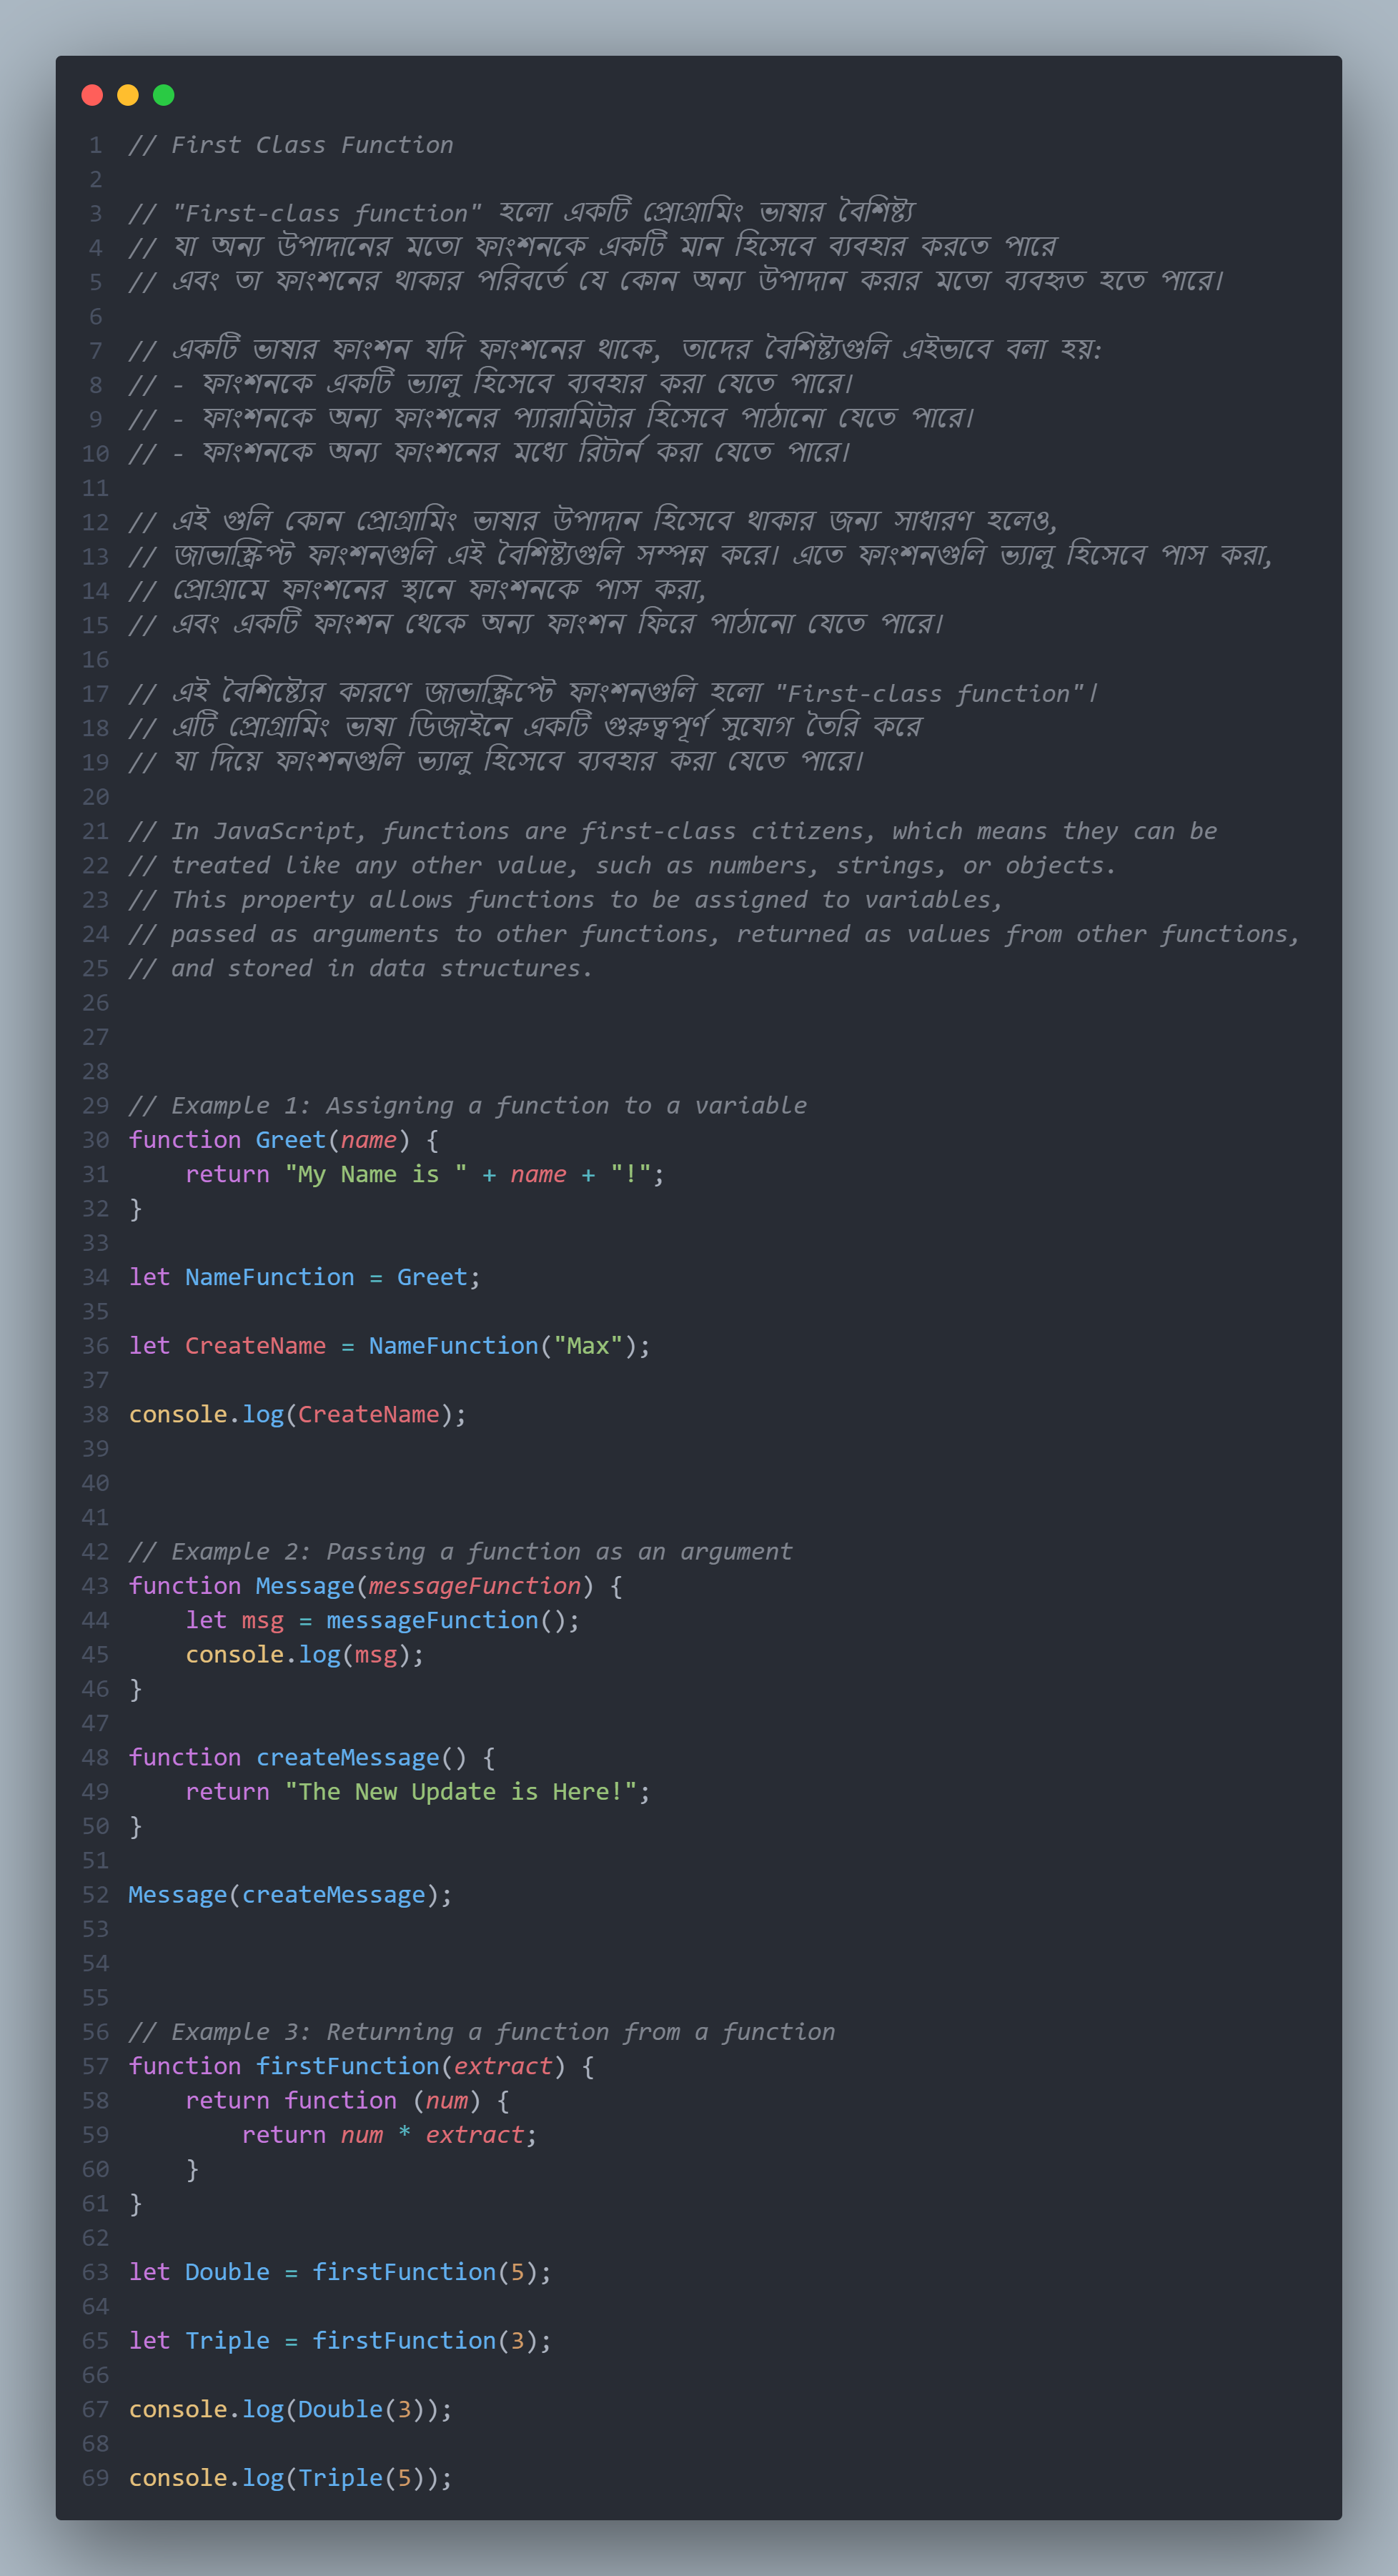 1 // First Class Function
2
3 // "First-class function" হলো একটি প্রোগ্রামিং ভাষার বৈশিষ্ট্য
4 // যা অন্য উপাদানের মতো ফাংশনকে একটি মান হিসেবে ব্যবহার করতে পারে
5 // এবং তা ফাংশনের থাকার পরিবর্তে যে কোন অন্য উপাদান করার মতো ব্যবহৃত হতে পারে।
6
7 // একটি ভাষার ফাংশন যদি ফাংশনের থাকে, তাদের বৈশিষ্ট্যগুলি এইভাবে বলা হয়:
8 // - ফাংশনকে একটি ভ্যালু হিসেবে ব্যবহার করা যেতে পারে।
9 // - ফাংশনকে অন্য ফাংশনের প্যারামিটার হিসেবে পাঠানো যেতে পারে।
10 // - ফাংশনকে অন্য ফাংশনের মধ্যে রিটার্ন করা যেতে পারে।
11
12 // এই গুলি কোন প্রোগ্রামিং ভাষার উপাদান হিসেবে থাকার জন্য সাধারণ হলেও,
13 // জাভাস্ক্রিপ্ট ফাংশনগুলি এই বৈশিষ্ট্যগুলি সম্পন্ন করে। এতে ফাংশনগুলি ভ্যালু হিসেবে পাস করা,
14 // প্রোগ্রামে ফাংশনের স্থানে ফাংশনকে পাস করা,
15 // এবং একটি ফাংশন থেকে অন্য ফাংশন ফিরে পাঠানো যেতে পারে।
16
17 // এই বৈশিষ্ট্যের কারণে জাভাস্ক্রিপ্টে ফাংশনগুলি হলো "First-class function"।
18 // এটি প্রোগ্রামিং ভাষা ডিজাইনে একটি গুরুত্বপূর্ণ সুযোগ তৈরি করে
19 // যা দিয়ে ফাংশনগুলি ভ্যালু হিসেবে ব্যবহার করা যেতে পারে।
20
21 // In JavaScript, functions are first-class citizens, which means they can be
22 // treated like any other value, such as numbers, strings, or objects.
23 // This property allows functions to be assigned to variables,
24 // passed as arguments to other functions, returned as values from other functions,
25 // and stored in data structures.
26
27
28
29 // Example 1: Assigning a function to a variable
30 function Greet(name) {
31     return "My Name is " + name + "!";
32 }
33
34 let NameFunction = Greet;
35
36 let CreateName = NameFunction("Max");
37
38 console.log(CreateName);
39
40
41
42 // Example 2: Passing a function as an argument
43 function Message(messageFunction) {
44     let msg = messageFunction();
45     console.log(msg);
46 }
47
48 function createMessage() {
49     return "The New Update is Here!";
50 }
51
52 Message(createMessage);
53
54
55
56 // Example 3: Returning a function from a function
57 function firstFunction(extract) {
58     return function (num) {
59         return num * extract;
60     }
61 }
62
63 let Double = firstFunction(5);
64
65 let Triple = firstFunction(3);
66
67 console.log(Double(3));
68
69 console.log(Triple(5));